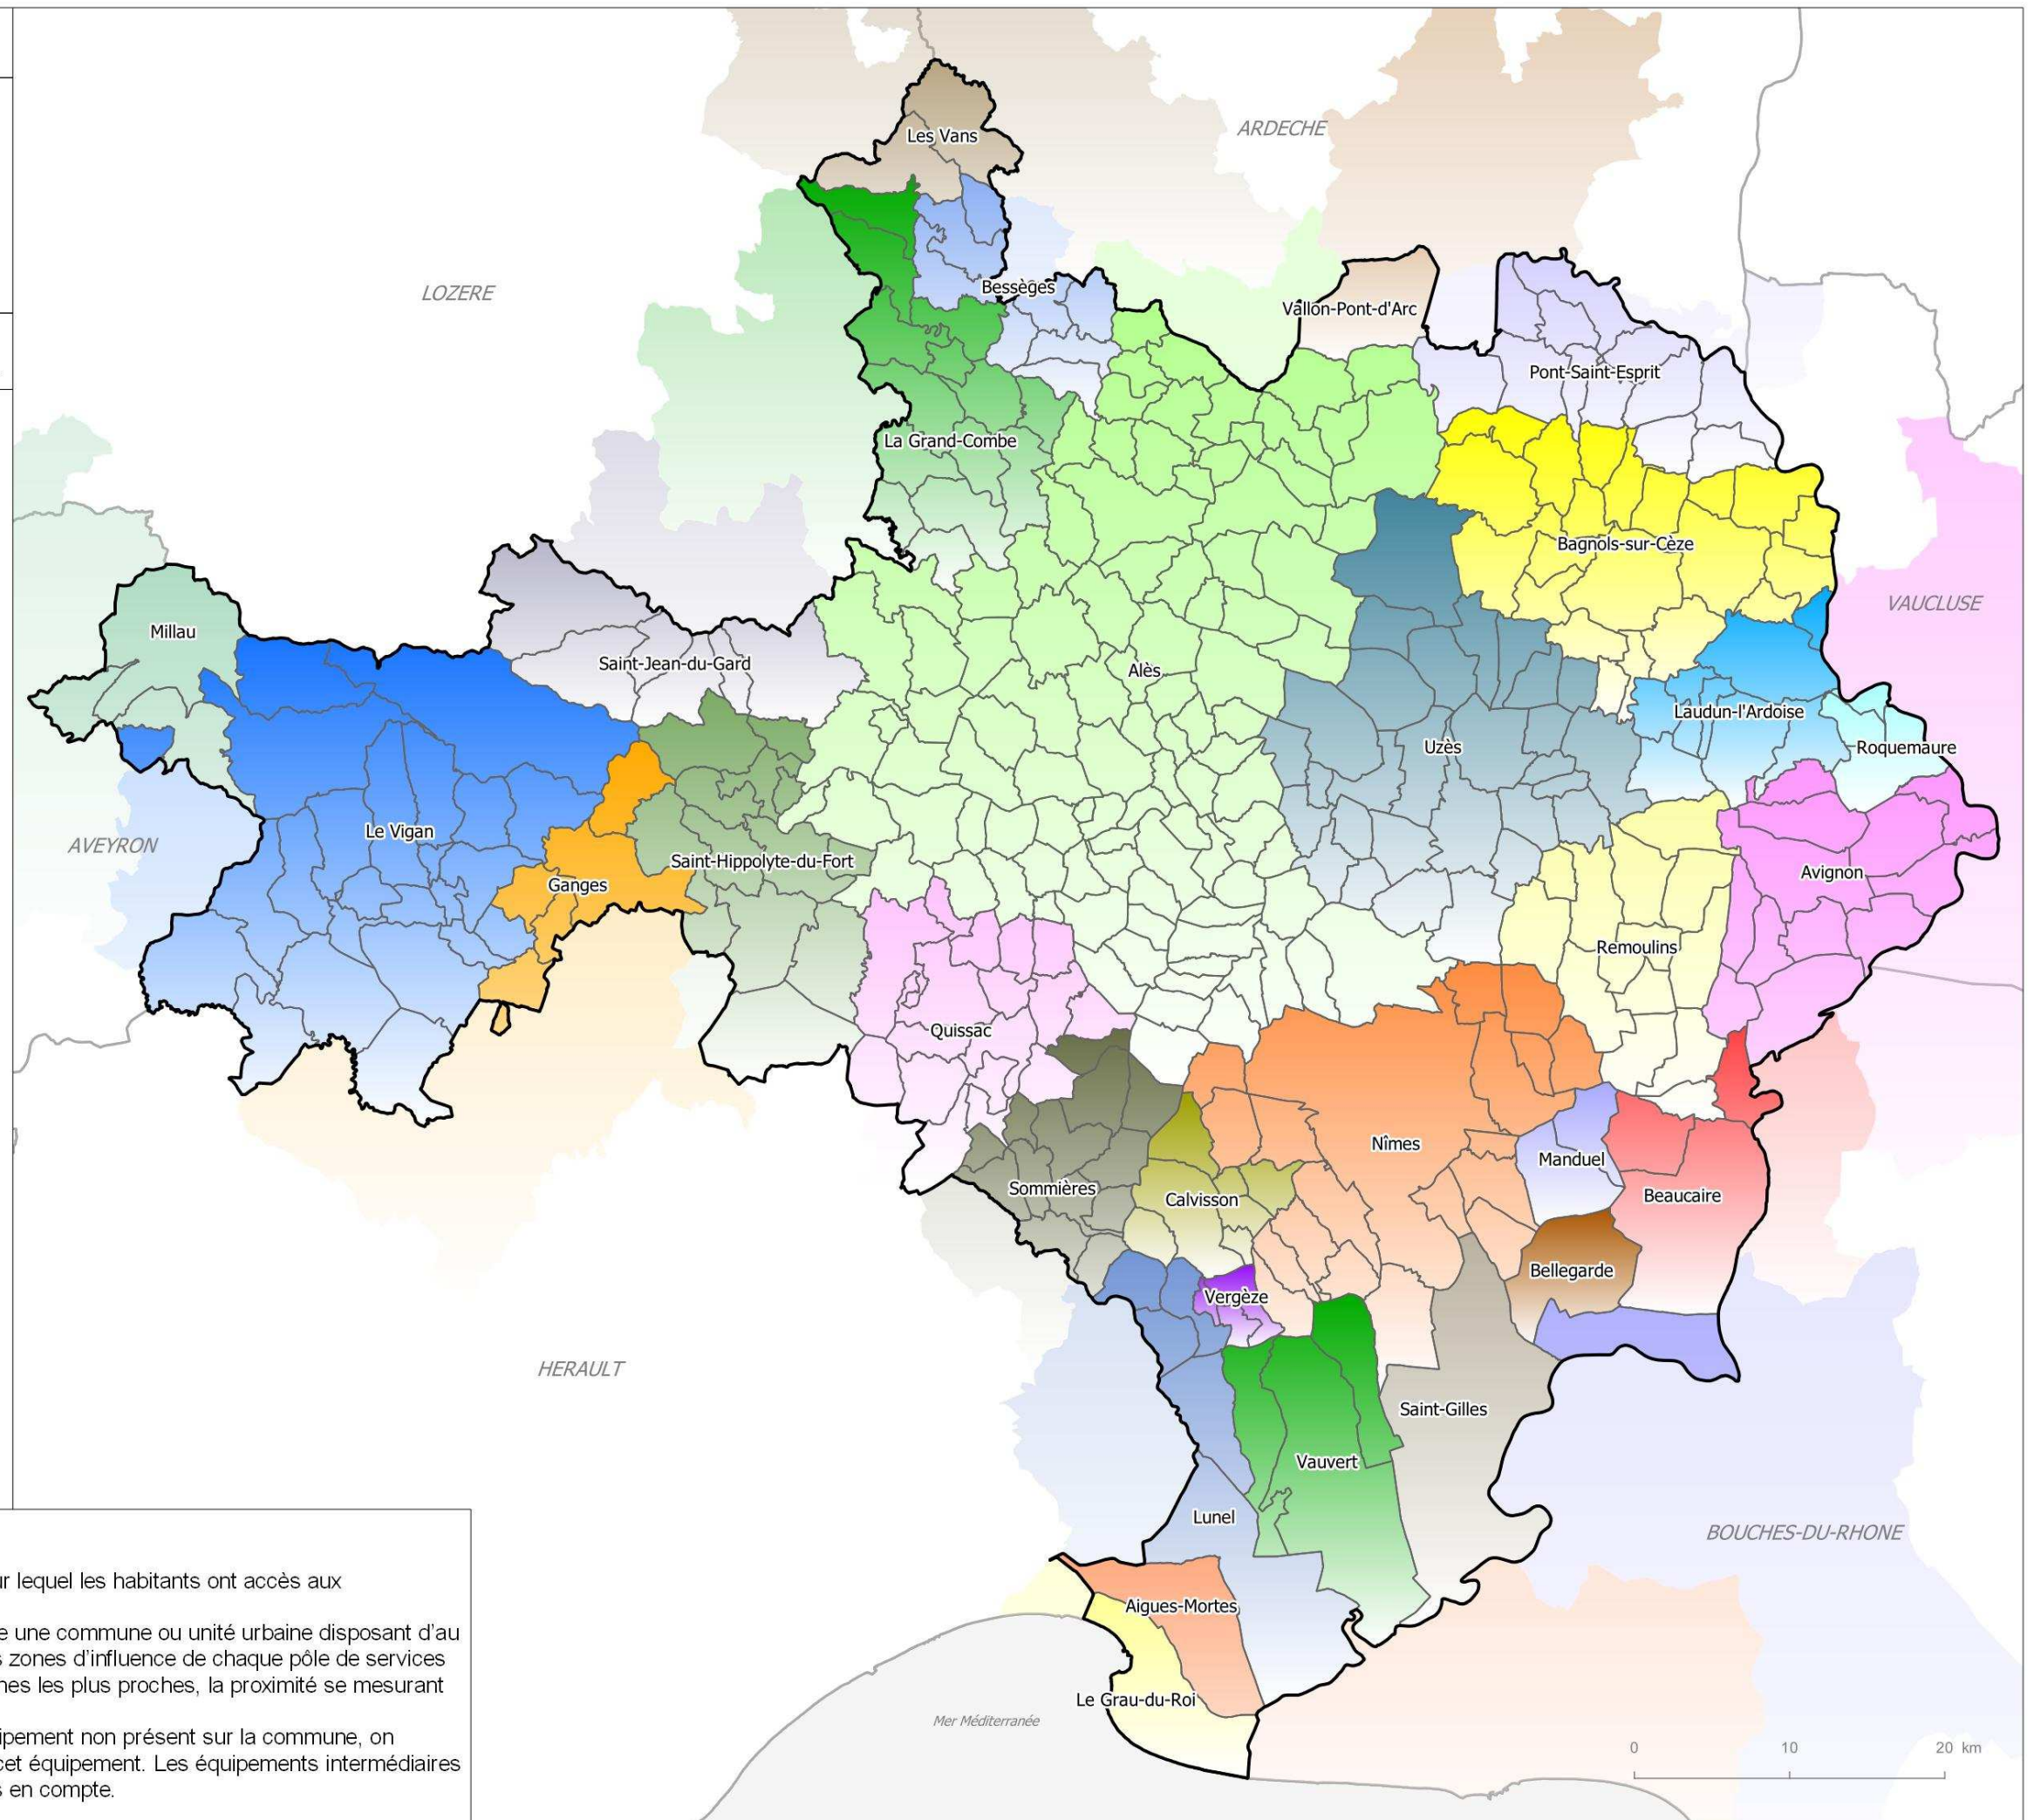 ARDECHE
Les Vans
LOZERE
Bessèges
Vallon-Pont-d'Arc
Pont-Saint-Esprit
La Grand-Combe
Bagnols-sur-Cèze
VAUCLUSE
Millau
Saint-Jean-du-Gard
Alès
Laudun-l'Ardoise
Uzès
Roquemaure
Le Vigan
AVEYRON
Saint-Hippolyte-du-Fort
Ganges
Avignon
Remoulins
Quissac
Nîmes
Manduel
Sommières
Calvisson
Beaucaire
Bellegarde
Vergèze
HERAULT
Saint-Gilles
Vauvert
Lunel
BOUCHES-DU-RHONE
Aigues-Mortes
Le Grau-du-Roi
Mer Méditerranée
0 10 20 km
lequel les habitants ont accès aux
une commune ou unité urbaine disposant d'au
zones d'influence de chaque pôle de services
les plus proches, la proximité se mesurant
non présent sur la commune, on
cet équipement. Les équipements intermédiaires
en compte.